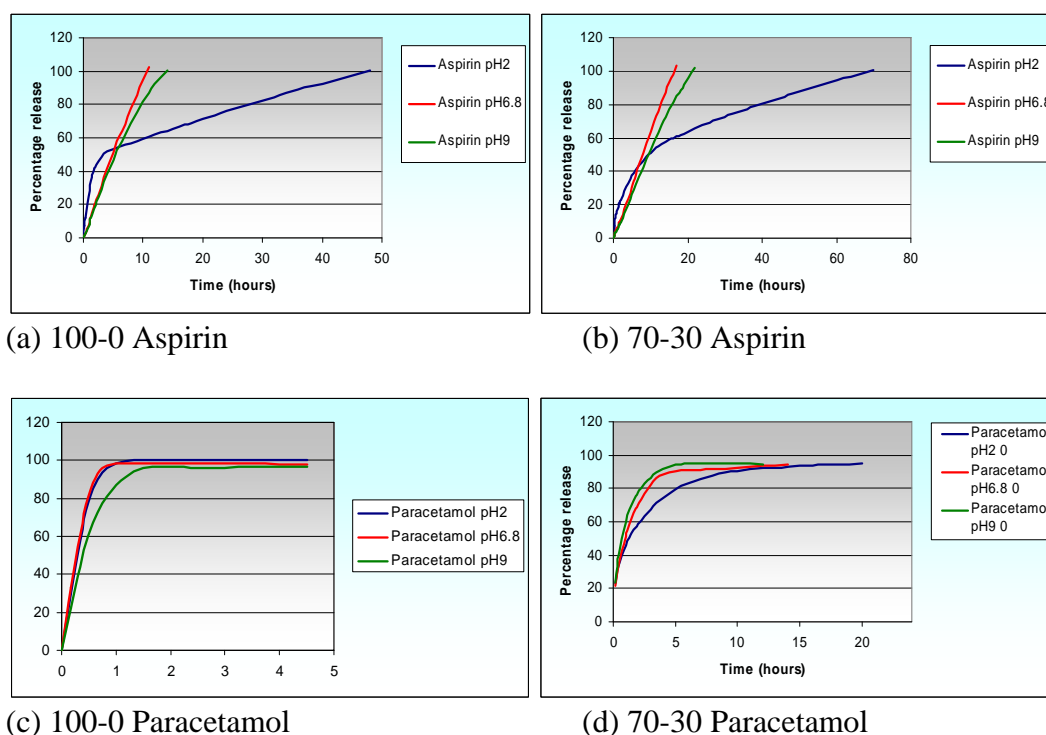 120
100
80
60
40
20
0
Percentage release
0 10 20 30 40 50
Time (hours)
Aspirin pH2
Aspirin pH6.8
Aspirin pH9
(a) 100-0 Aspirin
120
100
80
60
40
20
0
Percentage release
0 20 40 60 80
Time (hours)
Aspirin pH2
Aspirin pH6.8
Aspirin pH9
(b) 70-30 Aspirin
120
100
80
60
40
20
0
0 1 2 3 4 5
Paracetamol pH2
Paracetamol pH6.8
Paracetamol pH9
(c) 100-0 Paracetamol
120
100
80
60
40
20
0
Percentage release
0 5 10 15 20
Time (hours)
Paracetamo
pH2 0
Paracetamo
pH6.8 0
Paracetamo
pH9 0
(d) 70-30 Paracetamol